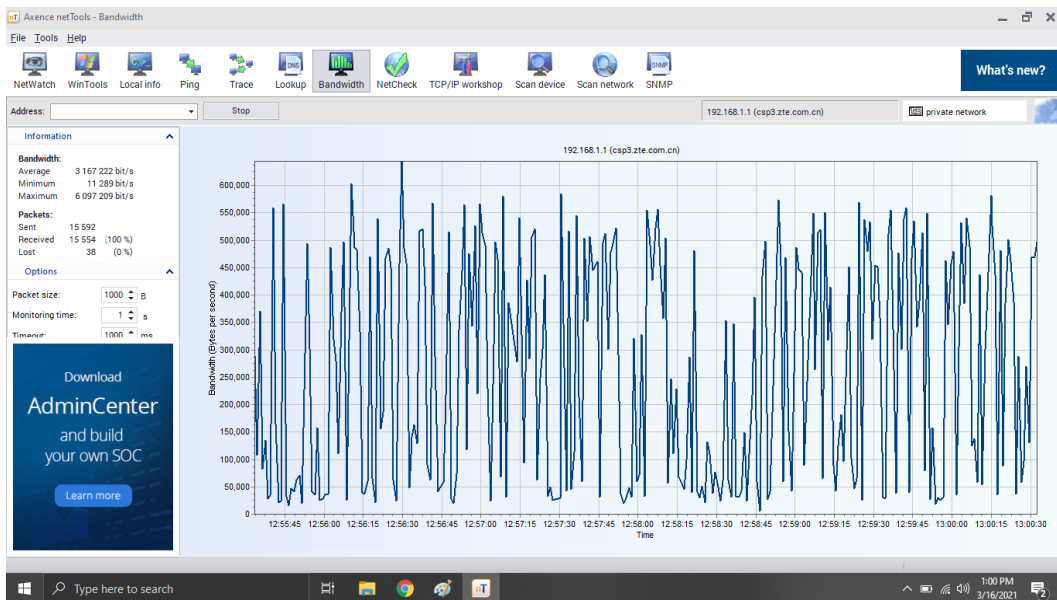 nT Axence netTools - Bandwidth
File Tools Help
NetWatch WinTools Local info Ping Trace Lookup Bandwidth NetCheck TCP/IP workshop Scan device Scan network SNMP
What's new?
Address: Stop 192.168.1.1 (csp3.zte.com.cn) private network
Information
Bandwidth:
Average 3 167 222 bit/s
Minimum 11 289 bit/s
Maximum 6 097 209 bit/s
Packets:
Sent 15 592
Received 15 554 (100 %)
Lost 38 (0 %)
Options
Packet size: 1000 B
Monitoring time: 1 s
Timeout: 1000 ms
Download
AdminCenter
and build
your own SOC
Learn more
192.168.1.1 (csp3.zte.com.cn)
Bandwidth (Bytes per second)
600,000
550,000
500,000
450,000
400,000
350,000
300,000
250,000
200,000
150,000
100,000
50,000
0
12:55:45 12:56:00 12:56:15 12:56:30 12:56:45 12:57:00 12:57:15 12:57:30 12:57:45 12:58:00 12:58:15 12:58:30 12:58:45 12:59:00 12:59:15 12:59:30 12:59:45 13:00:00 13:00:15 13:00:30
Time
Type here to search
nT
1:00 PM
3/16/2021
2